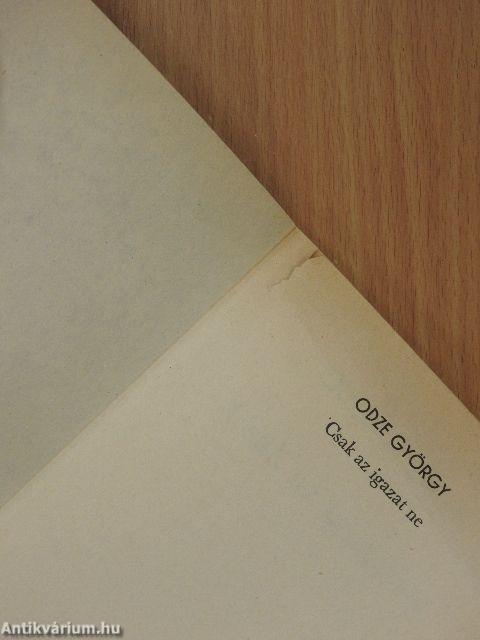 ODZE GYÖRGY
Csak az igazat ne
Antikvárium.hu